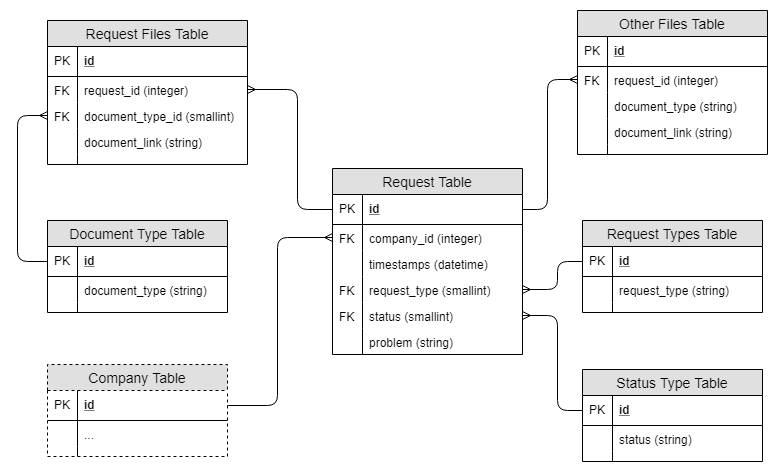 Request Files Table
PK id
FK request_id (integer)
FK document_type_id (smallint)
document_link (string)
Other Files Table
PK id
FK request_id (integer)
document_type (string)
document_link (string)
Request Table
PK id
FK company_id (integer)
timestamps (datetime)
FK request_type (smallint)
FK status (smallint)
problem (string)
Document Type Table
PK id
document_type (string)
Request Types Table
PK id
request_type (string)
Company Table
PK id
...
Status Type Table
PK id
status (string)